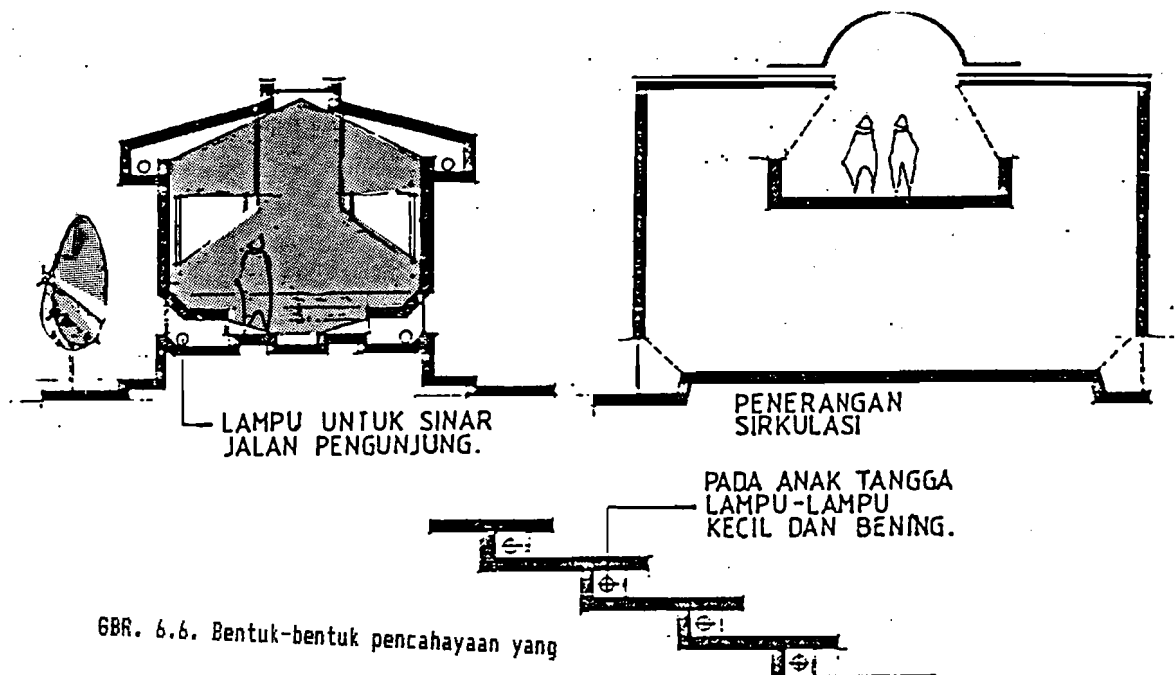 LAMPU UNTUK SINAR
JALAN PENGUNJUNG.
PENERANGAN
SIRKULASI
PADA ANAK TANGGA
LAMPU-LAMPU
KECIL DAN BENING.
GBR. 6.6. Bentuk-bentuk pencahayaan yang